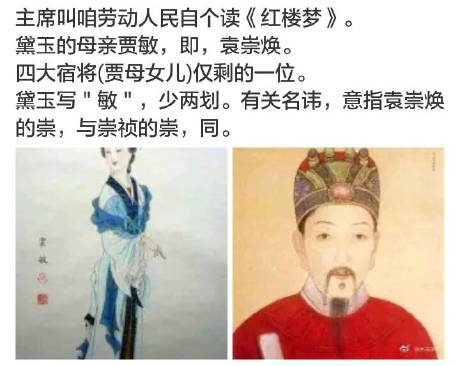 主席叫咱劳动人民自个读《红楼梦》。
黛玉的母亲贾敏，即，袁崇焕。
四大宿将(贾母女儿)仅剩的一位。
黛玉写＂敏＂，少两划。有关名讳，意指袁崇焕
的崇，与崇祯的崇，同。